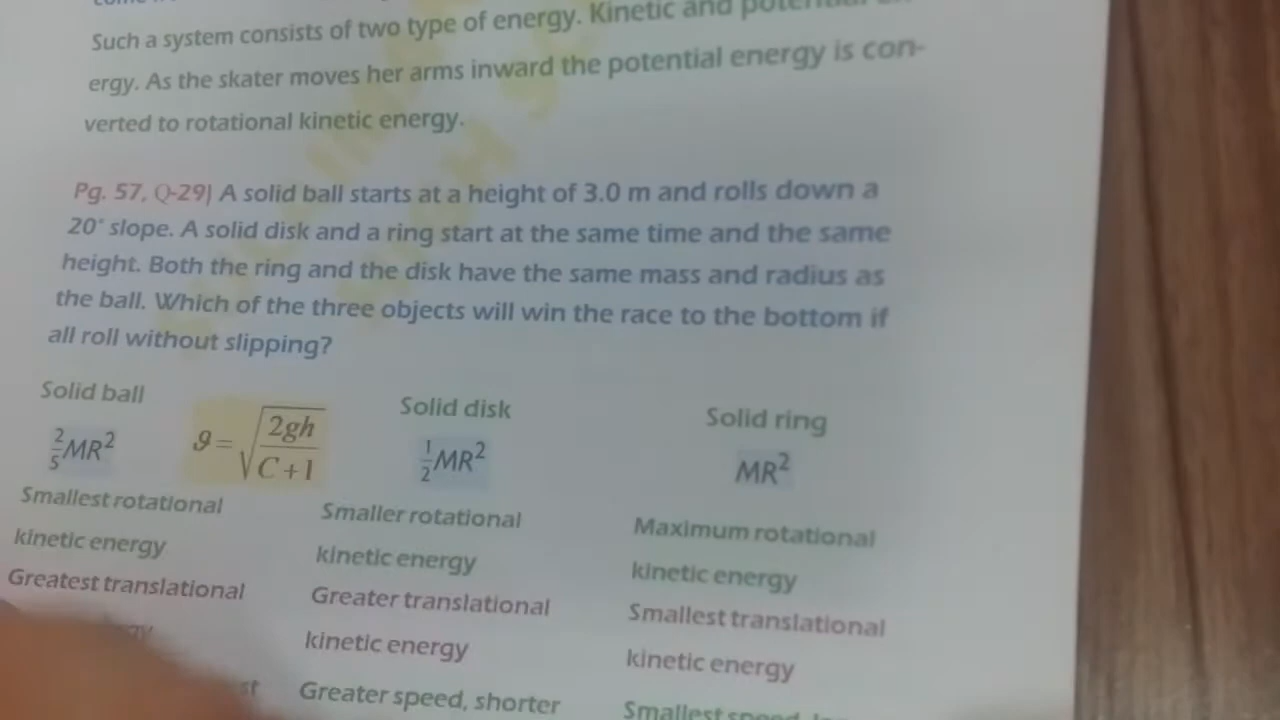 Such a system consists of two type of energy. Kinetic and
ergy. As the skater moves her arms inward the potential energy is con-
verted to rotational kinetic energy.
Pg. 57, Q-29) A solid ball starts at a height of 3.0 m and rolls down a
20° slope. A solid disk and a ring start at the same time and the same
height. Both the ring and the disk have the same mass and radius as
the ball. Which of the three objects will win the race to the bottom if
all roll without slipping?
Solid ball Solid disk Solid ring
2/5 MR² ϑ = √(2gh/(C+1)) 1/2 MR² MR²
Smallest rotational Smaller rotational Maximum rotational
kinetic energy kinetic energy kinetic energy
Greatest translational Greater translational Smallest translational
kinetic energy kinetic energy
Greater speed, shorter Smallest speed,